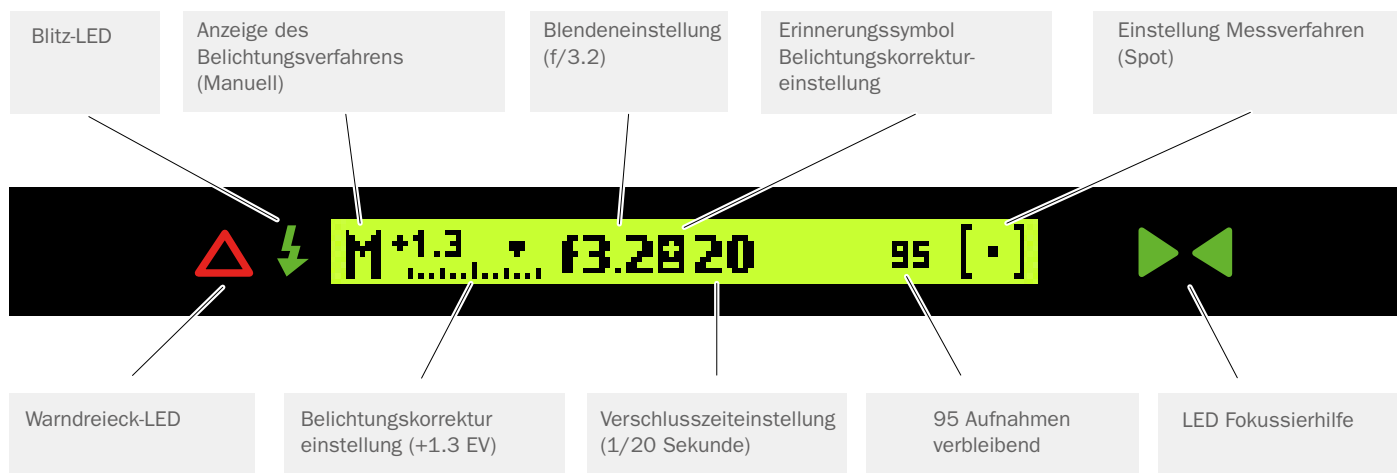 Blitz-LED
Anzeige des
Belichtungsverfahrens
(Manuell)
Blendeneinstellung
(f/3.2)
Erinnerungssymbol
Belichtungskorrektur-
einstellung
Einstellung Messverfahren
(Spot)
M +1.3 f3.2 20 95 [ · ]
Warndreieck-LED
Belichtungskorrektur
einstellung (+1.3 EV)
Verschlusszeiteinstellung
(1/20 Sekunde)
95 Aufnahmen
verbleibend
LED Fokussierhilfe